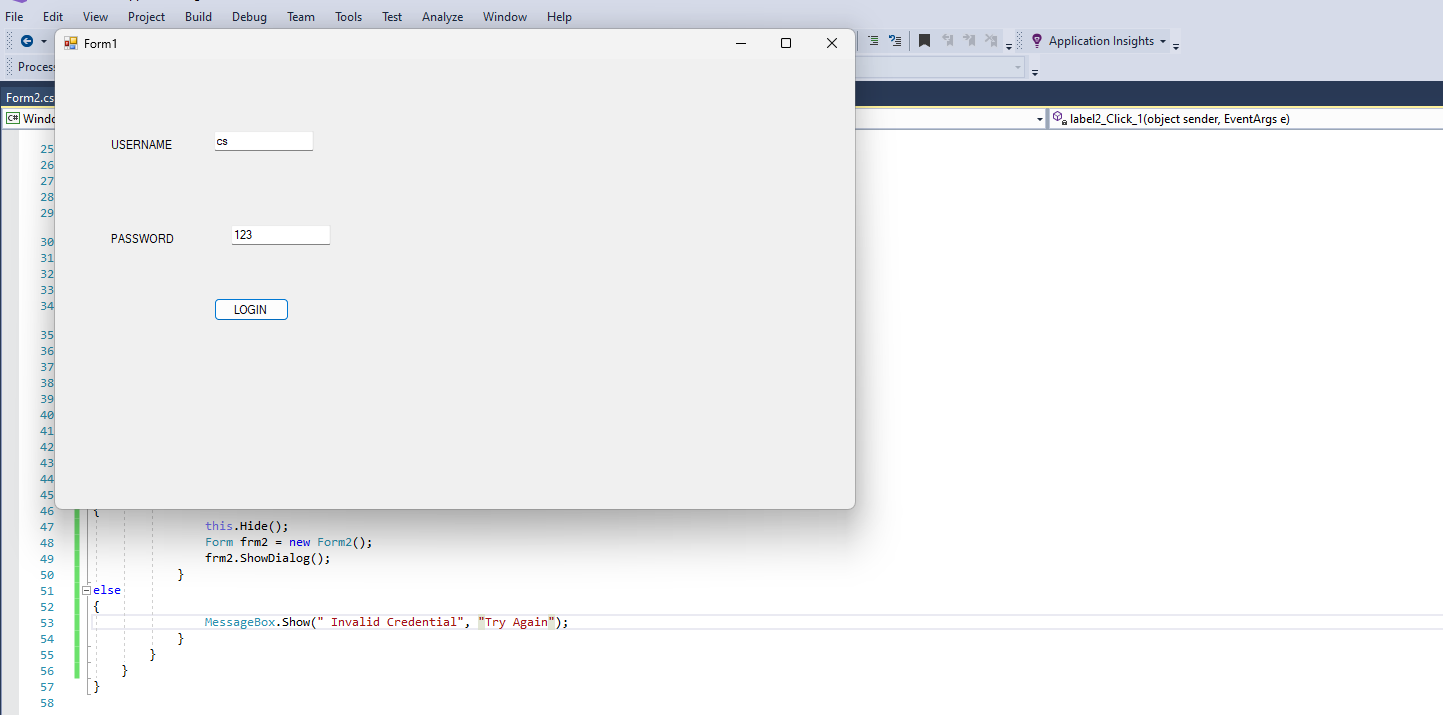 File Edit View Project Build Debug Team Tools Test Analyze Window Help
Form1
Application Insights
Form2.cs
C#
label2_Click_1(object sender, EventArgs e)
USERNAME cs
PASSWORD 123
LOGIN
25
26
27
28
29
30
31
32
33
34
35
36
37
38
39
40
41
42
43
44
45
46 {
47 this.Hide();
48 Form frm2 = new Form2();
49 frm2.ShowDialog();
50 }
51 else
52 {
53 MessageBox.Show(" Invalid Credential", "Try Again");
54 }
55 }
56 }
57 }
58